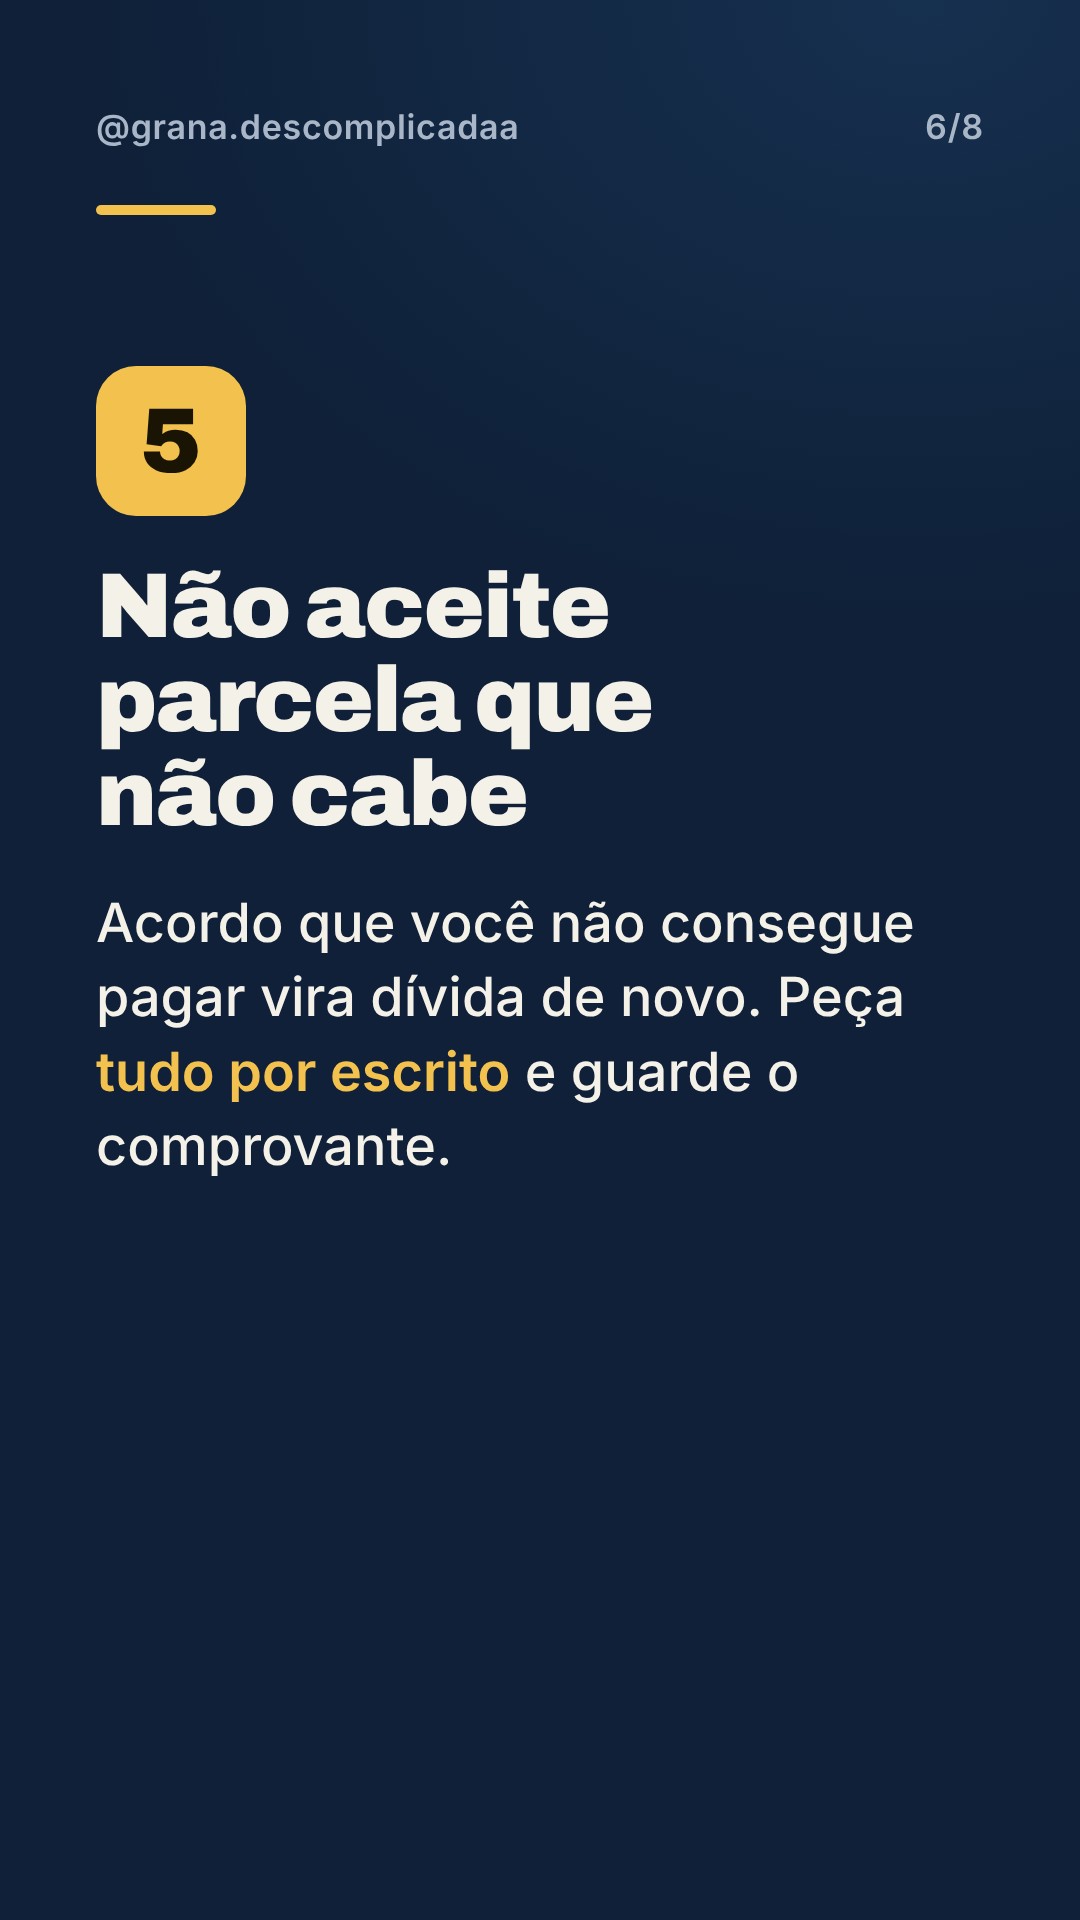 @grana.descomplicadaa 6/8
5
Não aceite
parcela que
não cabe
Acordo que você não consegue
pagar vira dívida de novo. Peça
tudo por escrito e guarde o
comprovante.